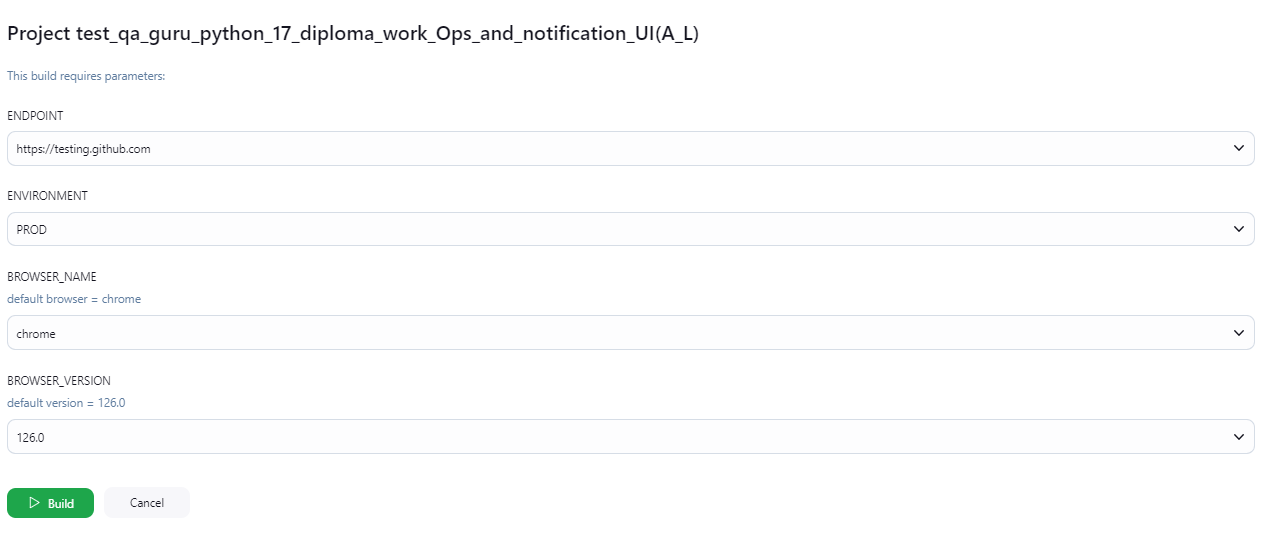 Project test_qa_guru_python_17_diploma_work_Ops_and_notification_UI(A_L)
This build requires parameters:
ENDPOINT
https://testing.github.com
ENVIRONMENT
PROD
BROWSER_NAME
default browser = chrome
chrome
BROWSER_VERSION
default version = 126.0
126.0
Build Cancel